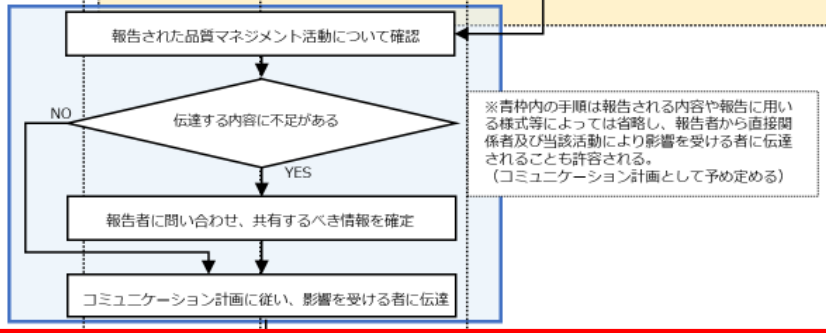 報告された品質マネジメント活動について確認
伝達する内容に不足がある
NO
YES
報告者に問い合わせ、共有するべき情報を確定
コミュニケーション計画に従い、影響を受ける者に伝達
※青枠内の手順は報告される内容や報告に用い
る様式等によっては省略し、報告者から直接関
係者及び当該活動により影響を受ける者に伝達
されることも許容される。
（コミュニケーション計画として予め定める）